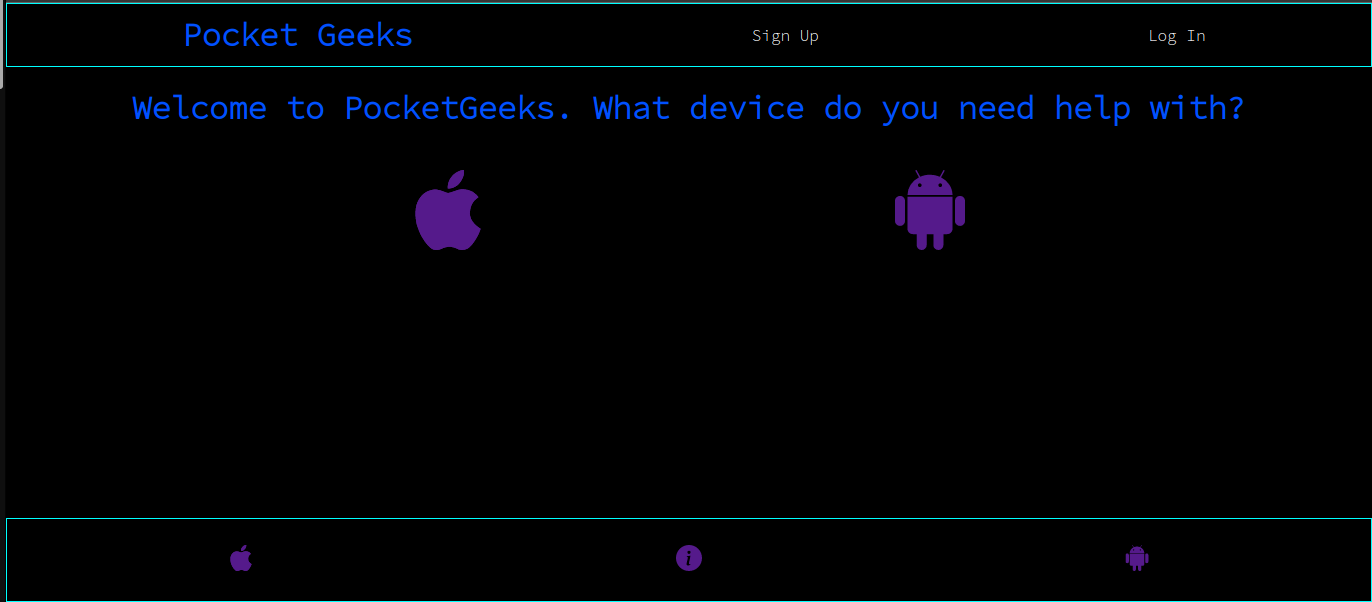 Pocket Geeks
Sign Up
Log In
Welcome to PocketGeeks. What device do you need help with?
i